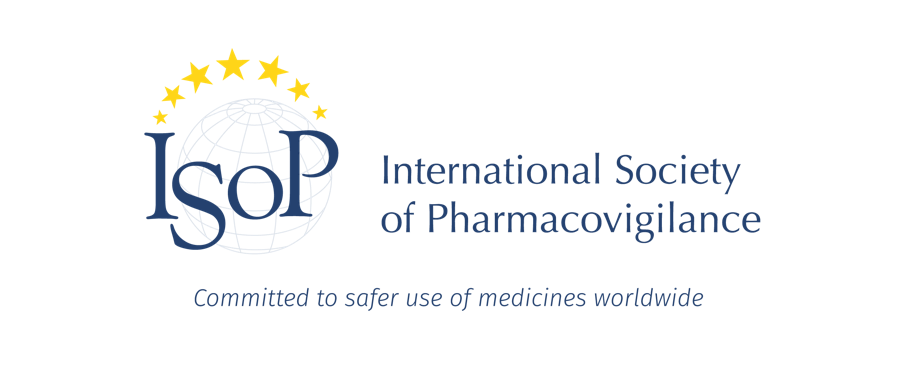 ISoP
International Society
of Pharmacovigilance
Committed to safer use of medicines worldwide